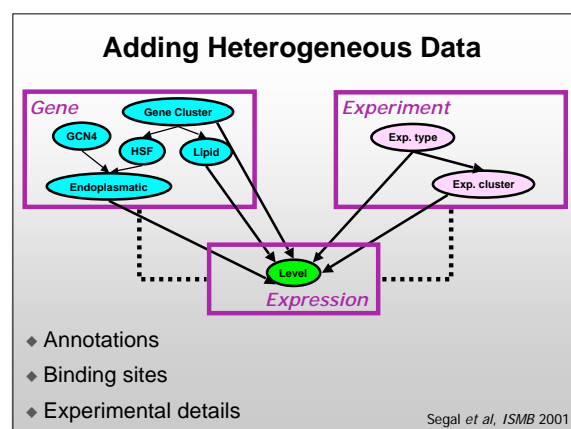 Adding Heterogeneous Data
Gene
Gene Cluster
GCN4
HSF
Lipid
Endoplasmatic
Experiment
Exp. type
Exp. cluster
Level
Expression
◆ Annotations
◆ Binding sites
◆ Experimental details
Segal et al, ISMB 2001